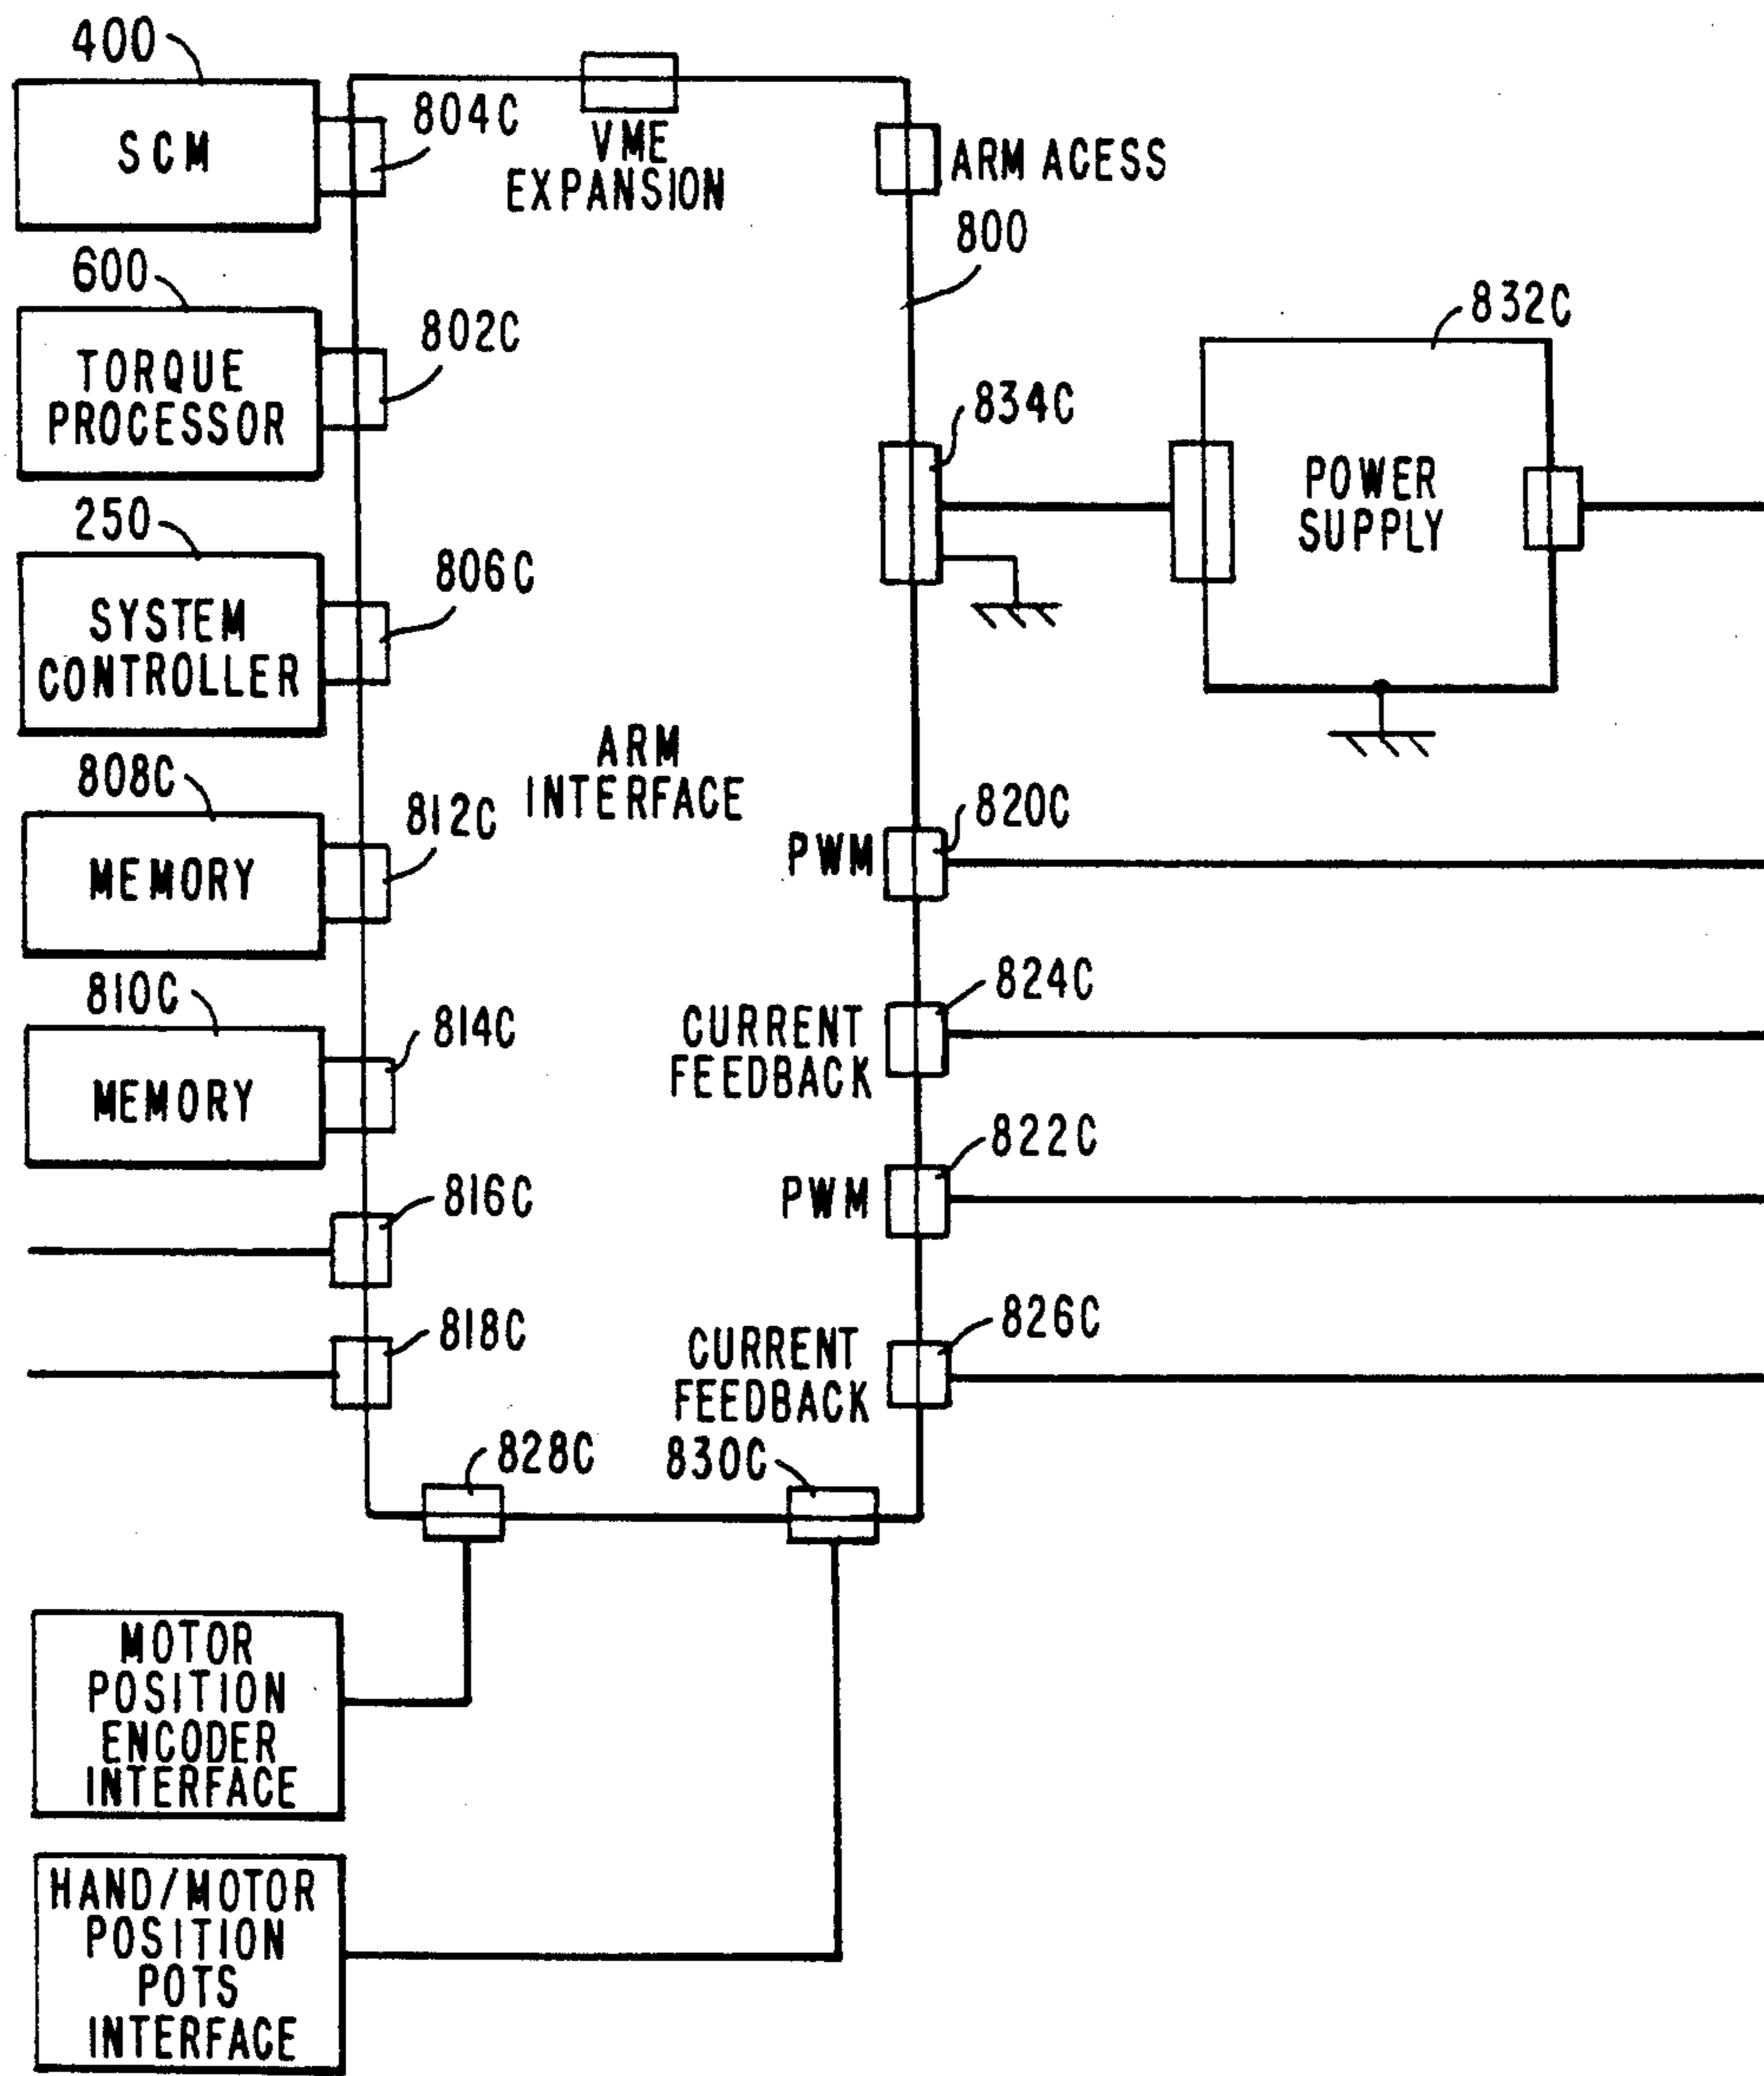 400
SCM
804C
VME
EXPANSION
ARM ACESS
800
600
TORQUE
PROCESSOR
802C
832C
834C
POWER
SUPPLY
250
SYSTEM
CONTROLLER
806C
ARM
INTERFACE
808C
MEMORY
812C
PWM
820C
810C
MEMORY
814C
CURRENT
FEEDBACK
824C
816C
PWM
822C
818C
CURRENT
FEEDBACK
826C
828C
830C
MOTOR
POSITION
ENCODER
INTERFACE
HAND/MOTOR
POSITION
POTS
INTERFACE